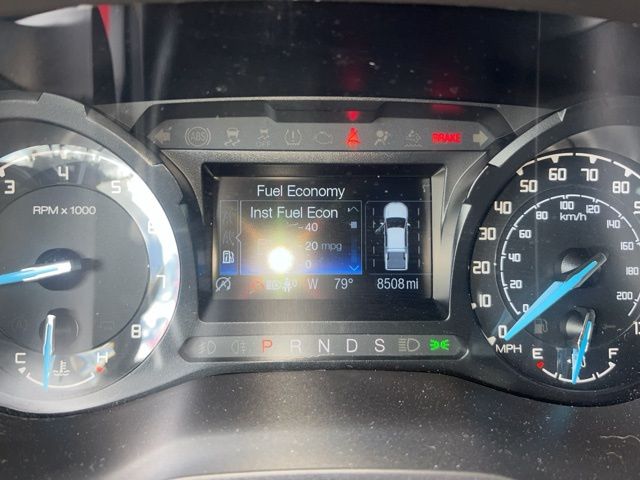 ABS BRAKE
Fuel Economy
Inst Fuel Econ
40
20 mpg
0
W 79° 8508 mi
P R N D S
3 4 5 6 7 8
RPM x 1000
C H
0 10 20 30 40 50 60 70 80
MPH
20 40 60 80 100 120 140 160 200
km/h
E F